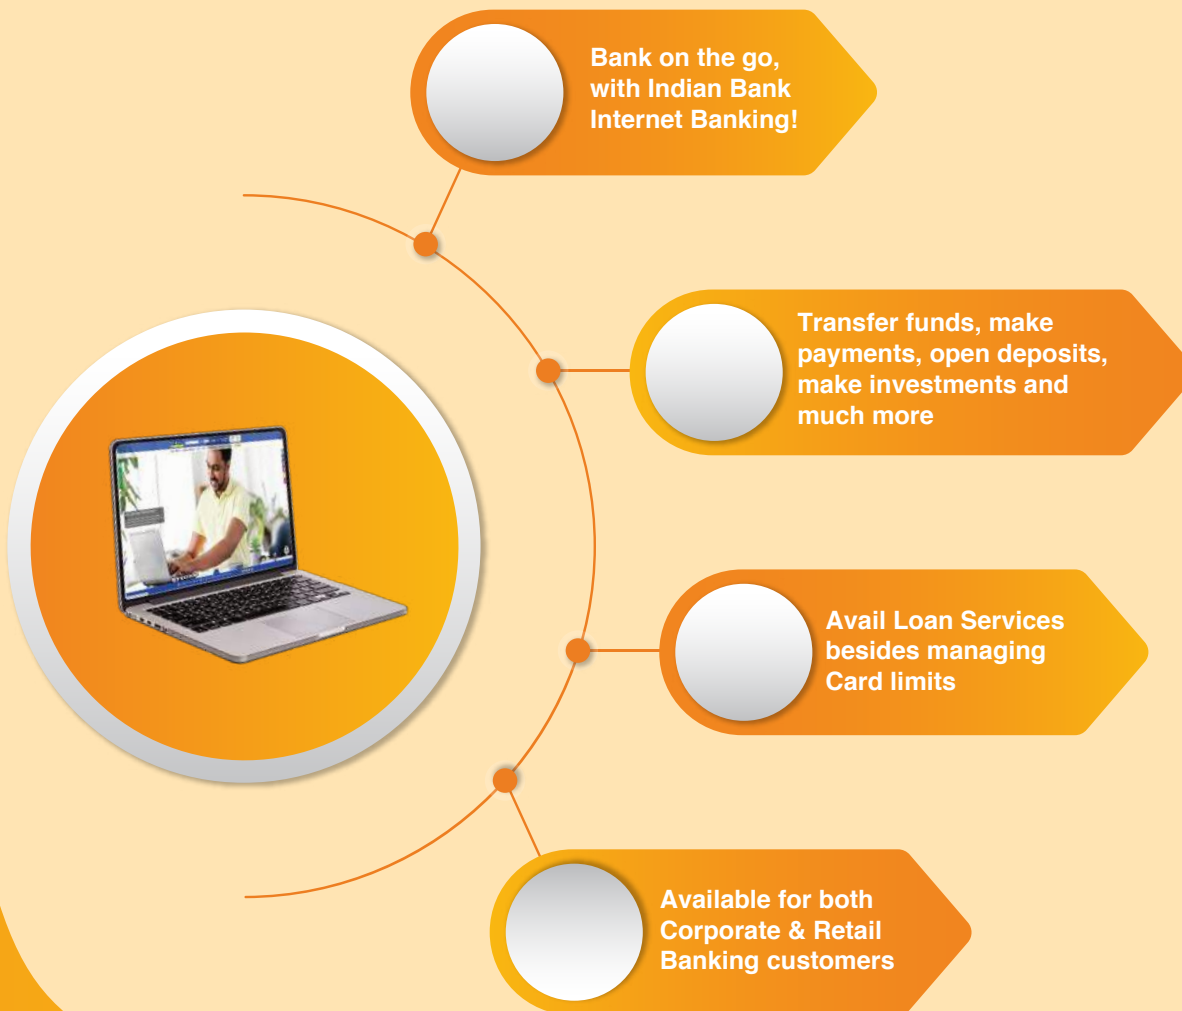 Bank on the go,
with Indian Bank
Internet Banking!
Transfer funds, make
payments, open deposits,
make investments and
much more
Avail Loan Services
besides managing
Card limits
Available for both
Corporate & Retail
Banking customers